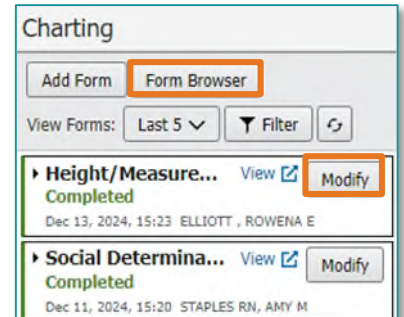 Charting
Add Form Form Browser
View Forms: Last 5 Filter
Height/Measure... View Modify
Completed
Dec 13, 2024, 15:23 ELLIOTT , ROWENA E
Social Determina... View Modify
Completed
Dec 11, 2024, 15:20 STAPLES RN, AMY M